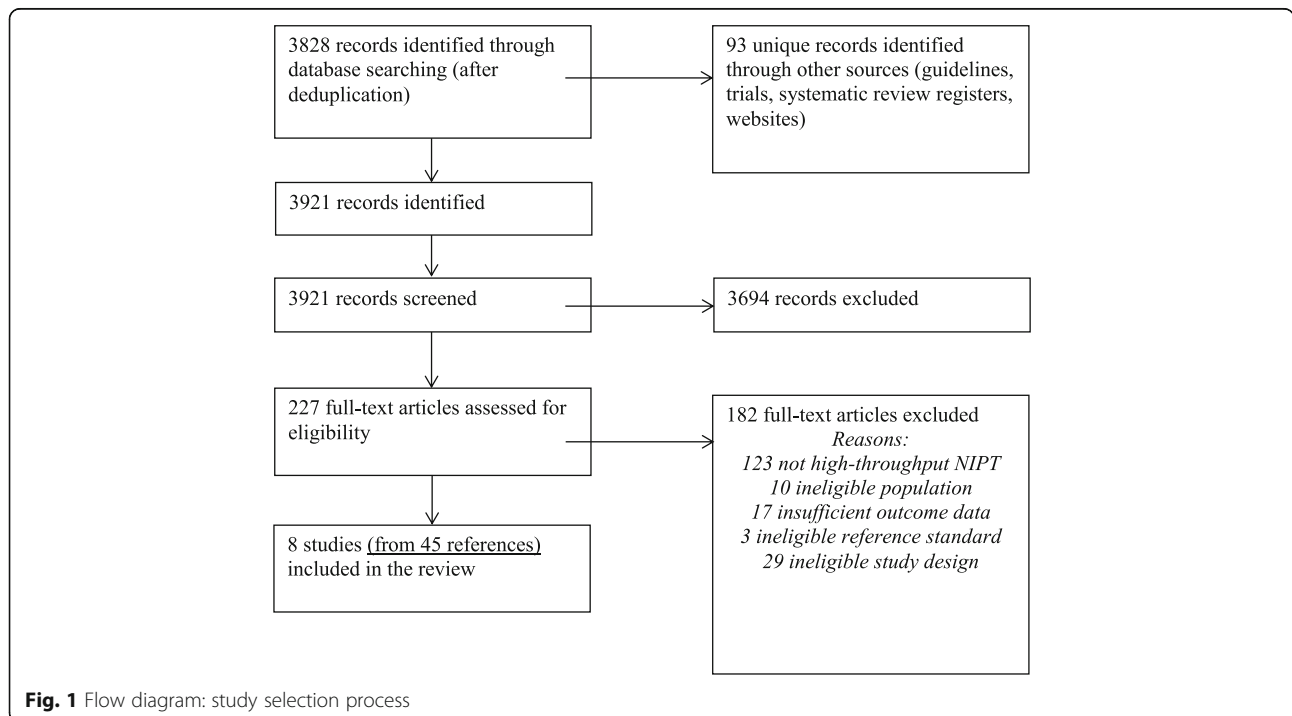 3828 records identified through
database searching (after
deduplication)
93 unique records identified
through other sources (guidelines,
trials, systematic review registers,
websites)
3921 records identified
3921 records screened
3694 records excluded
227 full-text articles assessed for
eligibility
182 full-text articles excluded
Reasons:
123 not high-throughput NIPT
10 ineligible population
17 insufficient outcome data
3 ineligible reference standard
29 ineligible study design
8 studies (from 45 references)
included in the review
Fig. 1 Flow diagram: study selection process